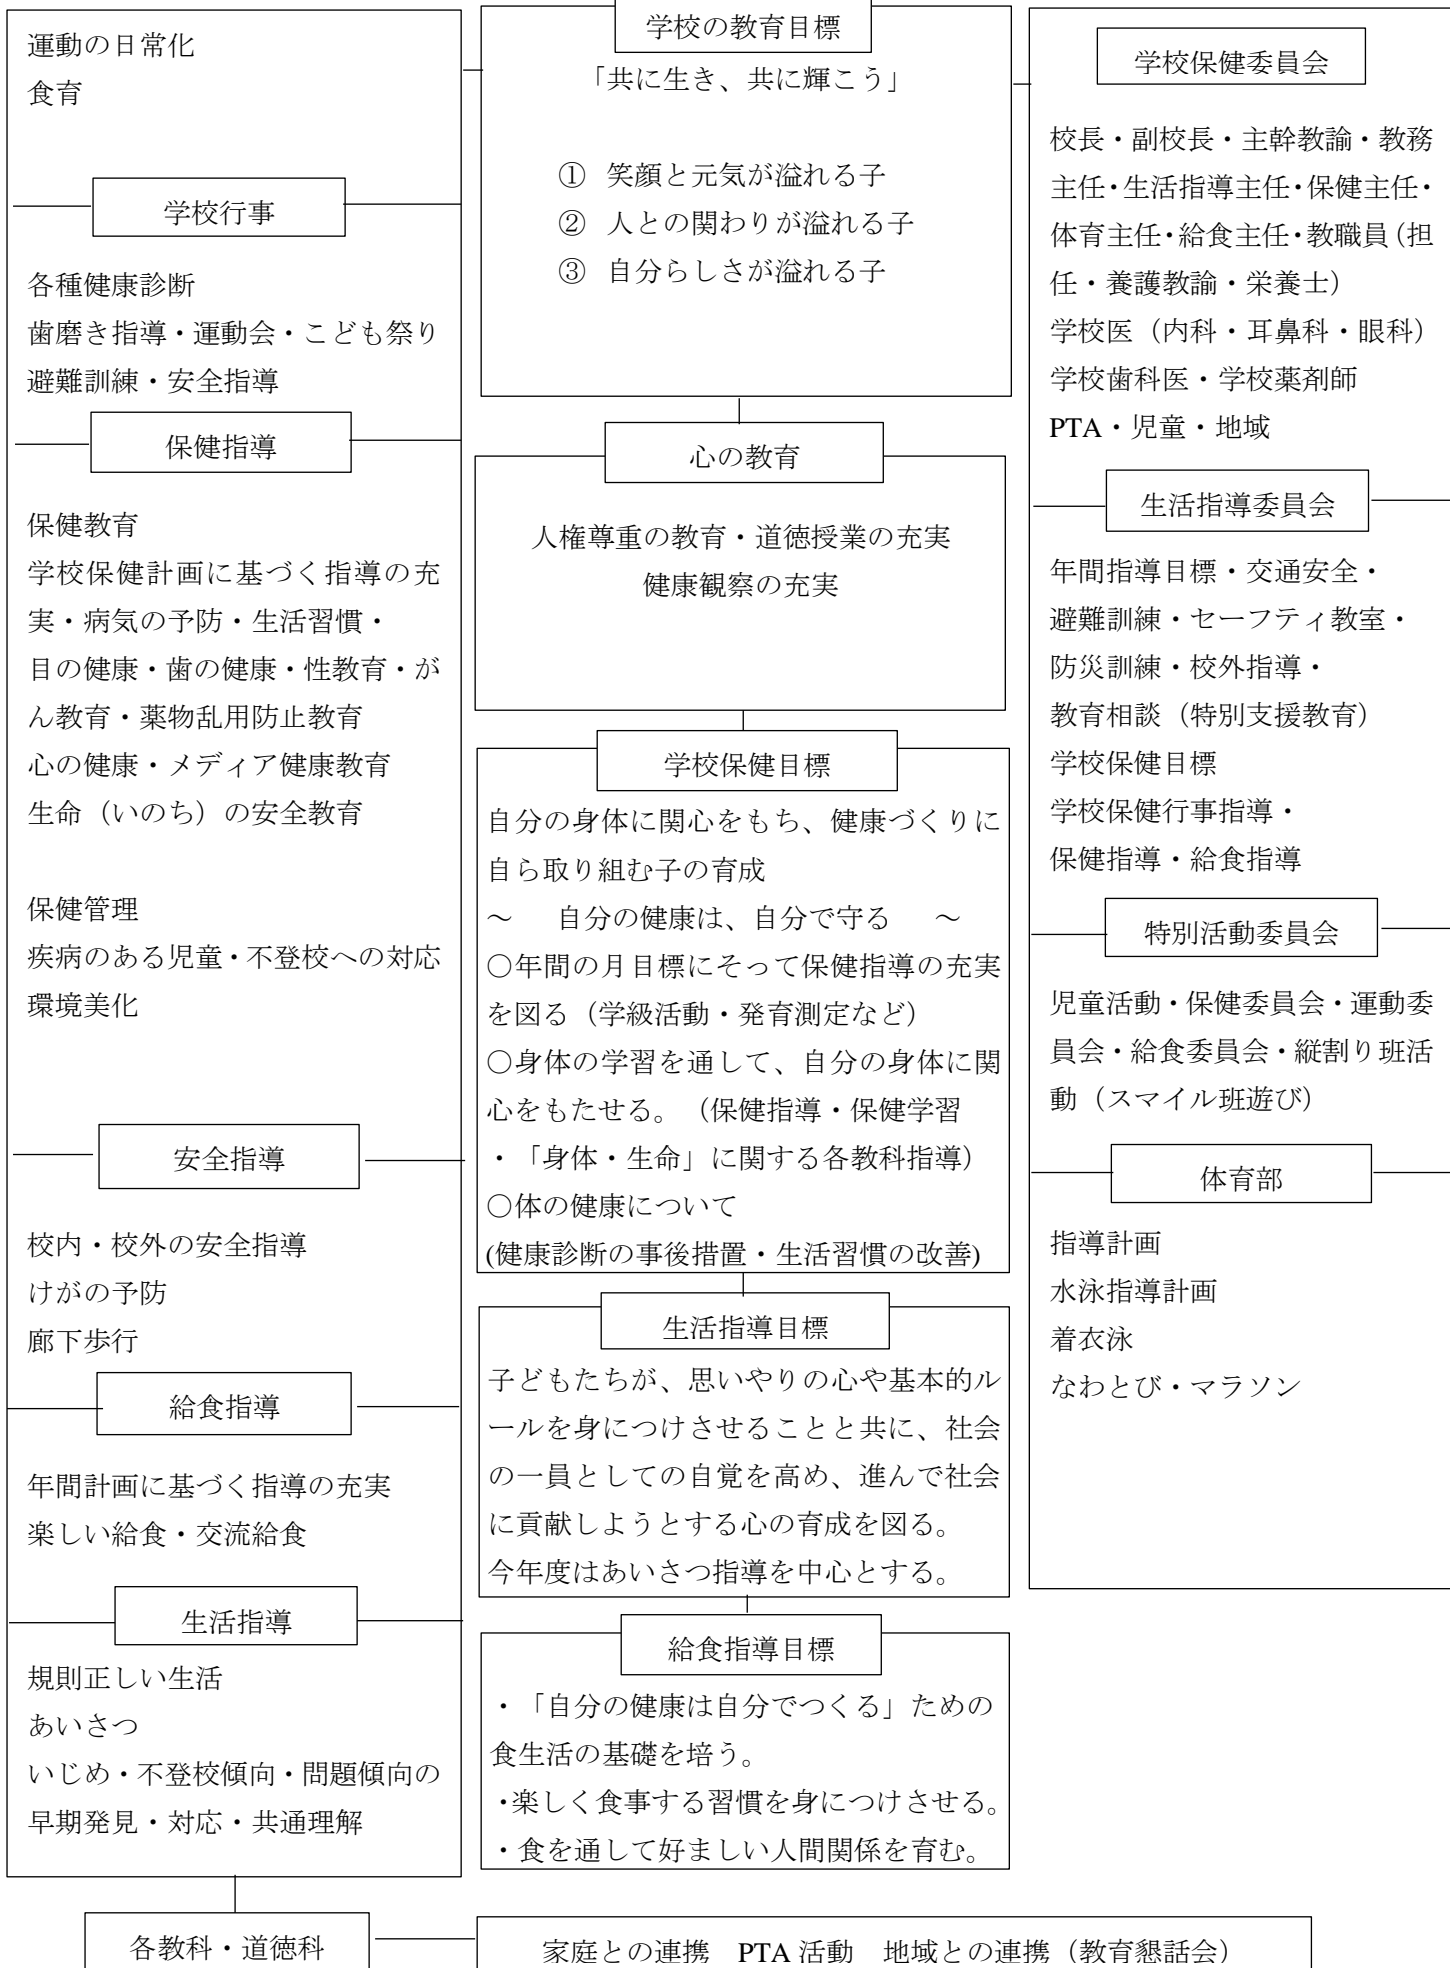 運動の日常化
食育
学校行事
各種健康診断
歯磨き指導・運動会・こども祭り
避難訓練・安全指導
保健指導
保健教育
学校保健計画に基づく指導の充
実・病気の予防・生活習慣・
目の健康・歯の健康・性教育・が
ん教育・薬物乱用防止教育
心の健康・メディア健康教育
生命（いのち）の安全教育
保健管理
疾病のある児童・不登校への対応
環境美化
安全指導
校内・校外の安全指導
けがの予防
廊下歩行
給食指導
年間計画に基づく指導の充実
楽しい給食・交流給食
生活指導
規則正しい生活
あいさつ
いじめ・不登校傾向・問題傾向の
早期発見・対応・共通理解
各教科・道徳科
学校の教育目標
「共に生き、共に輝こう」
① 笑顔と元気が溢れる子
② 人との関わりが溢れる子
③ 自分らしさが溢れる子
心の教育
人権尊重の教育・道徳授業の充実
健康観察の充実
学校保健目標
自分の身体に関心をもち、健康づくりに
自ら取り組む子の育成
～　自分の健康は、自分で守る　～
○年間の月目標にそって保健指導の充実
を図る（学級活動・発育測定など）
○身体の学習を通して、自分の身体に関
心をもたせる。（保健指導・保健学習
・「身体・生命」に関する各教科指導）
○体の健康について
(健康診断の事後措置・生活習慣の改善)
生活指導目標
子どもたちが、思いやりの心や基本的ル
ールを身につけさせることと共に、社会
の一員としての自覚を高め、進んで社会
に貢献しようとする心の育成を図る。
今年度はあいさつ指導を中心とする。
給食指導目標
・「自分の健康は自分でつくる」ための
食生活の基礎を培う。
・楽しく食事する習慣を身につけさせる。
・食を通して好ましい人間関係を育む。
家庭との連携　PTA 活動　地域との連携（教育懇話会）
学校保健委員会
校長・副校長・主幹教諭・教務
主任・生活指導主任・保健主任・
体育主任・給食主任・教職員（担
任・養護教諭・栄養士）
学校医（内科・耳鼻科・眼科）
学校歯科医・学校薬剤師
PTA・児童・地域
生活指導委員会
年間指導目標・交通安全・
避難訓練・セーフティ教室・
防災訓練・校外指導・
教育相談（特別支援教育）
学校保健目標
学校保健行事指導・
保健指導・給食指導
特別活動委員会
児童活動・保健委員会・運動委
員会・給食委員会・縦割り班活
動（スマイル班遊び）
体育部
指導計画
水泳指導計画
着衣泳
なわとび・マラソン